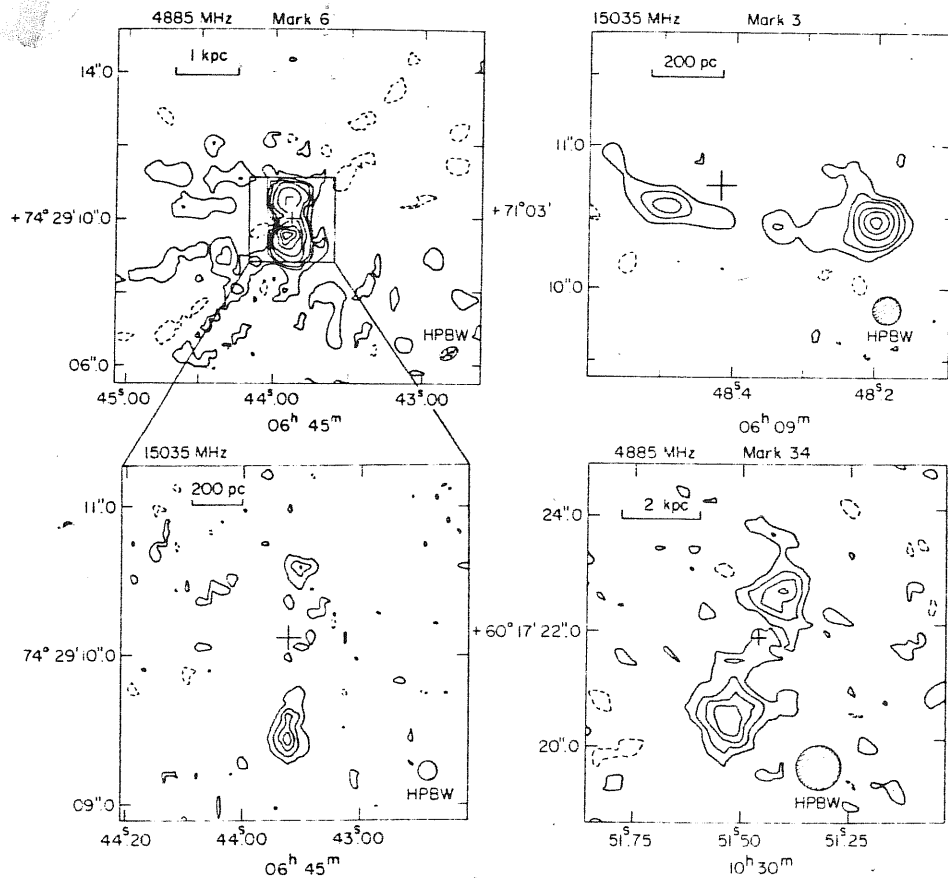 4885 MHz Mark 6
1 kpc
14".0
+74° 29' 10".0
06".0
HPBW
45ˢ.00 44ˢ.00 43ˢ.00
06ʰ 45ᵐ
15035 MHz Mark 3
200 pc
11".0
+71° 03'
10".0
HPBW
48ˢ.4 48ˢ.2
06ʰ 09ᵐ
15035 MHz
200 pc
11".0
74° 29' 10".0
09".0
HPBW
44ˢ.20 44ˢ.00 43ˢ.00
06ʰ 45ᵐ
4885 MHz Mark 34
2 kpc
24".0
+60° 17' 22".0
20".0
HPBW
51ˢ.75 51ˢ.50 51ˢ.25
10ʰ 30ᵐ